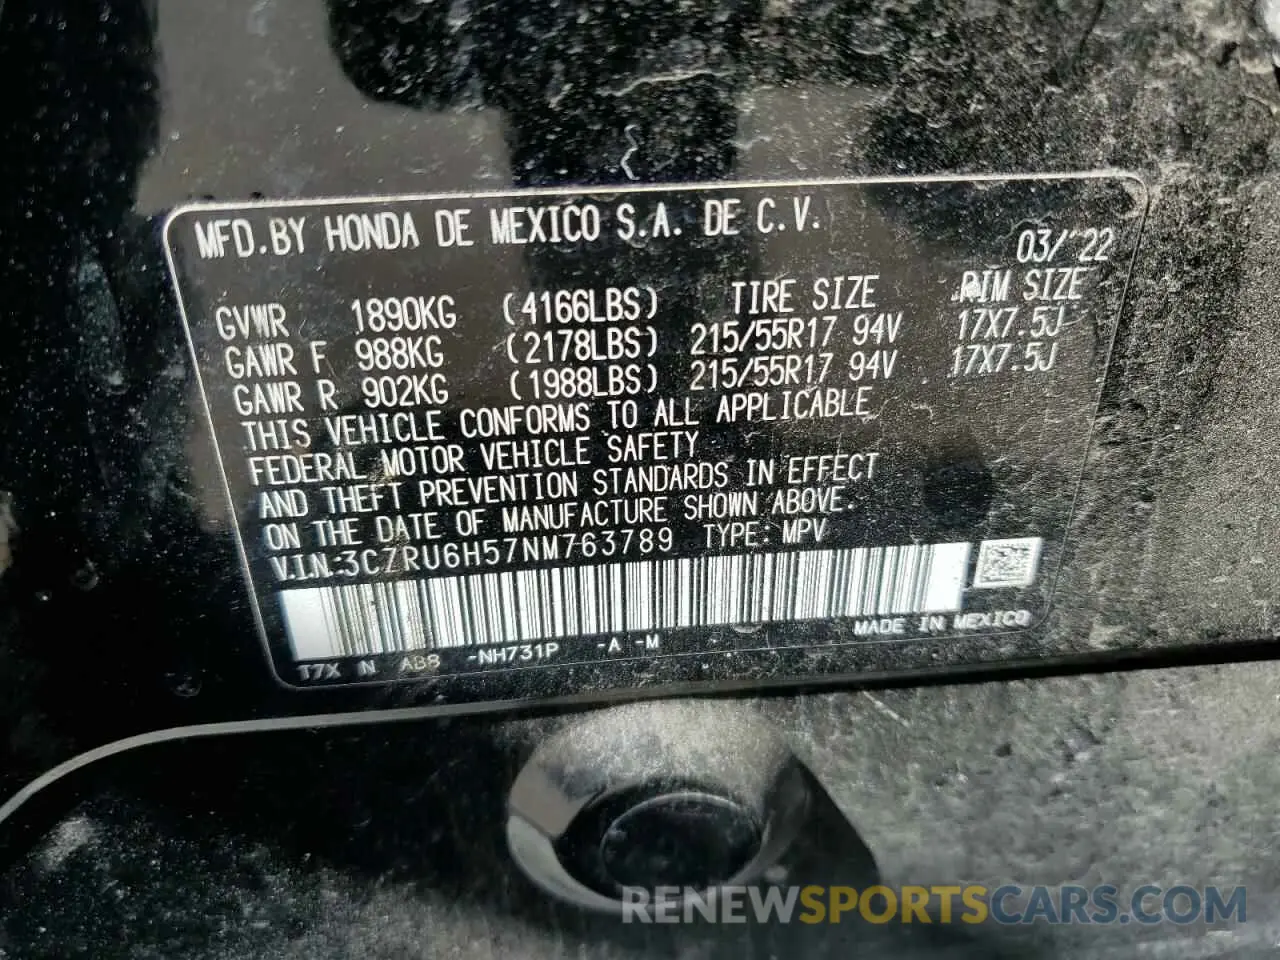 MFD.BY HONDA DE MEXICO S.A. DE C.V.
03/'22
GVWR 1890KG (4166LBS) TIRE SIZE RIM SIZE
GAWR F 988KG (2178LBS) 215/55R17 94V 17X7.5J
GAWR R 902KG (1988LBS) 215/55R17 94V 17X7.5J
THIS VEHICLE CONFORMS TO ALL APPLICABLE
FEDERAL MOTOR VEHICLE SAFETY
AND THEFT PREVENTION STANDARDS IN EFFECT
ON THE DATE OF MANUFACTURE SHOWN ABOVE.
V.I.N.:3CZRU6H57NM763789 TYPE: MPV
MADE IN MEXICO
T7X N AB8 -NH731P -A -M
RENEWSPORTSCARS.COM